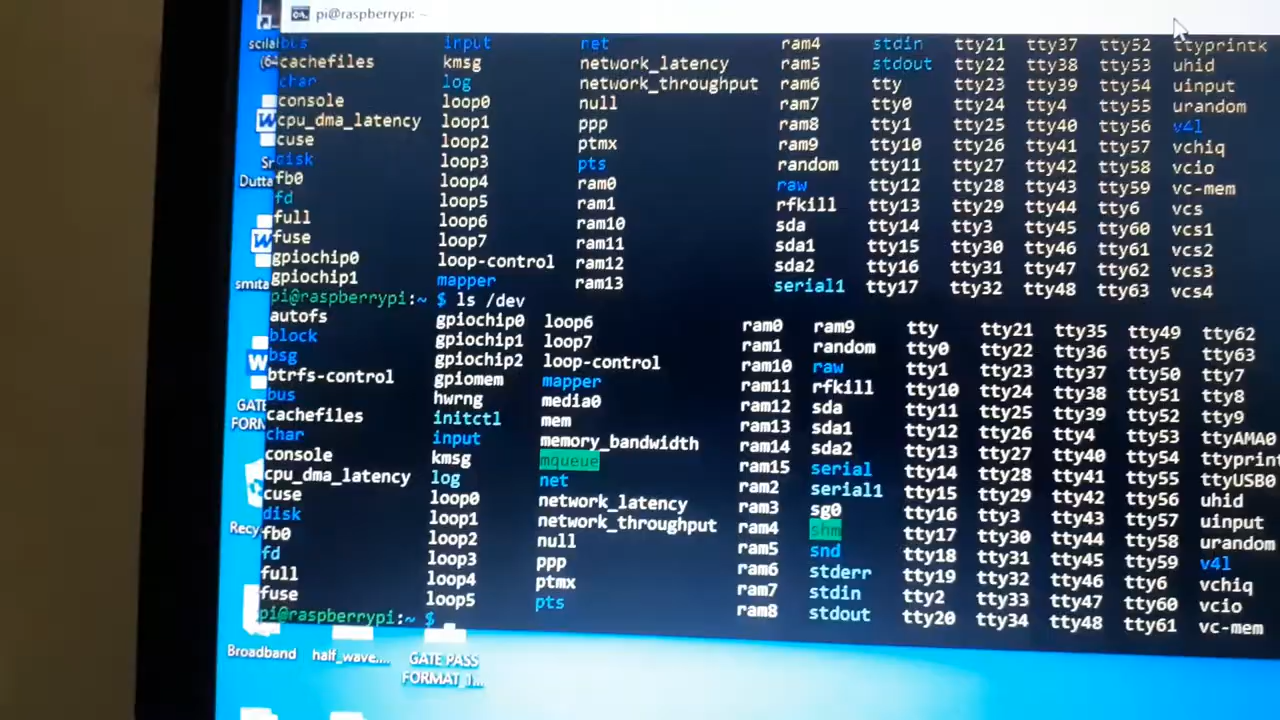 pi@raspberrypi: ~
bus input net ram4 stdin tty21 tty37 tty52 ttyprintk
cachefiles kmsg network_latency ram5 stdout tty22 tty38 tty53 uhid
char log network_throughput ram6 tty tty23 tty39 tty54 uinput
console loop0 null ram7 tty0 tty24 tty4 tty55 urandom
cpu_dma_latency loop1 ppp ram8 tty1 tty25 tty40 tty56 v4l
cuse loop2 ptmx ram9 tty10 tty26 tty41 tty57 vchiq
disk loop3 pts random tty11 tty27 tty42 tty58 vcio
fb0 loop4 ram0 raw tty12 tty28 tty43 tty59 vc-mem
fd loop5 ram1 rfkill tty13 tty29 tty44 tty6 vcs
full loop6 ram10 sda tty14 tty3 tty45 tty60 vcs1
fuse loop7 ram11 sda1 tty15 tty30 tty46 tty61 vcs2
gpiochip0 loop-control ram12 sda2 tty16 tty31 tty47 tty62 vcs3
gpiochip1 mapper ram13 serial1 tty17 tty32 tty48 tty63 vcs4
pi@raspberrypi:~ $ ls /dev
autofs gpiochip0 loop6 ram0 ram9 tty tty21 tty35 tty49 tty62
block gpiochip1 loop7 ram1 random tty0 tty22 tty36 tty5 tty63
bsg gpiochip2 loop-control ram10 raw tty1 tty23 tty37 tty50 tty7
btrfs-control gpiomem mapper ram11 rfkill tty10 tty24 tty38 tty51 tty8
bus hwrng media0 ram12 sda tty11 tty25 tty39 tty52 tty9
cachefiles initctl mem ram13 sda1 tty12 tty26 tty4 tty53 ttyAMA0
char input memory_bandwidth ram14 sda2 tty13 tty27 tty40 tty54 ttyprint
console kmsg mqueue ram15 serial tty14 tty28 tty41 tty55 ttyUSB0
cpu_dma_latency log net ram2 serial1 tty15 tty29 tty42 tty56 uhid
cuse loop0 network_latency ram3 sg0 tty16 tty3 tty43 tty57 uinput
disk loop1 network_throughput ram4 shm tty17 tty30 tty44 tty58 urandom
fb0 loop2 null ram5 snd tty18 tty31 tty45 tty59 v4l
fd loop3 ppp ram6 stderr tty19 tty32 tty46 tty6 vchiq
full loop4 ptmx ram7 stdin tty2 tty33 tty47 tty60 vcio
fuse loop5 pts ram8 stdout tty20 tty34 tty48 tty61 vc-mem
pi@raspberrypi:~ $
scilab
(64
Sr
Dutta
smita
GATE
FORM
Recy
Broadband half_wave.... GATE PASS
FORMAT_1...